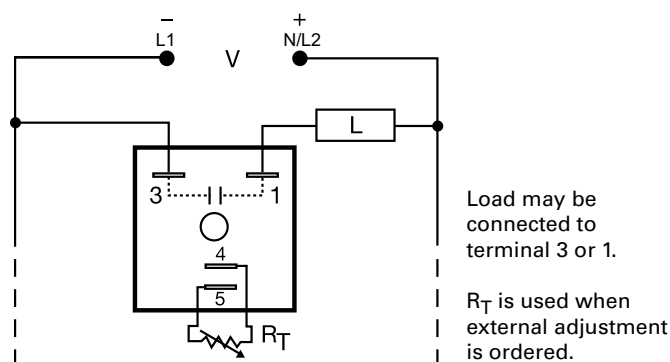 – +
L1 V N/L2
L
3 1
4
5
RT
Load may be
connected to
terminal 3 or 1.
RT is used when
external adjustment
is ordered.